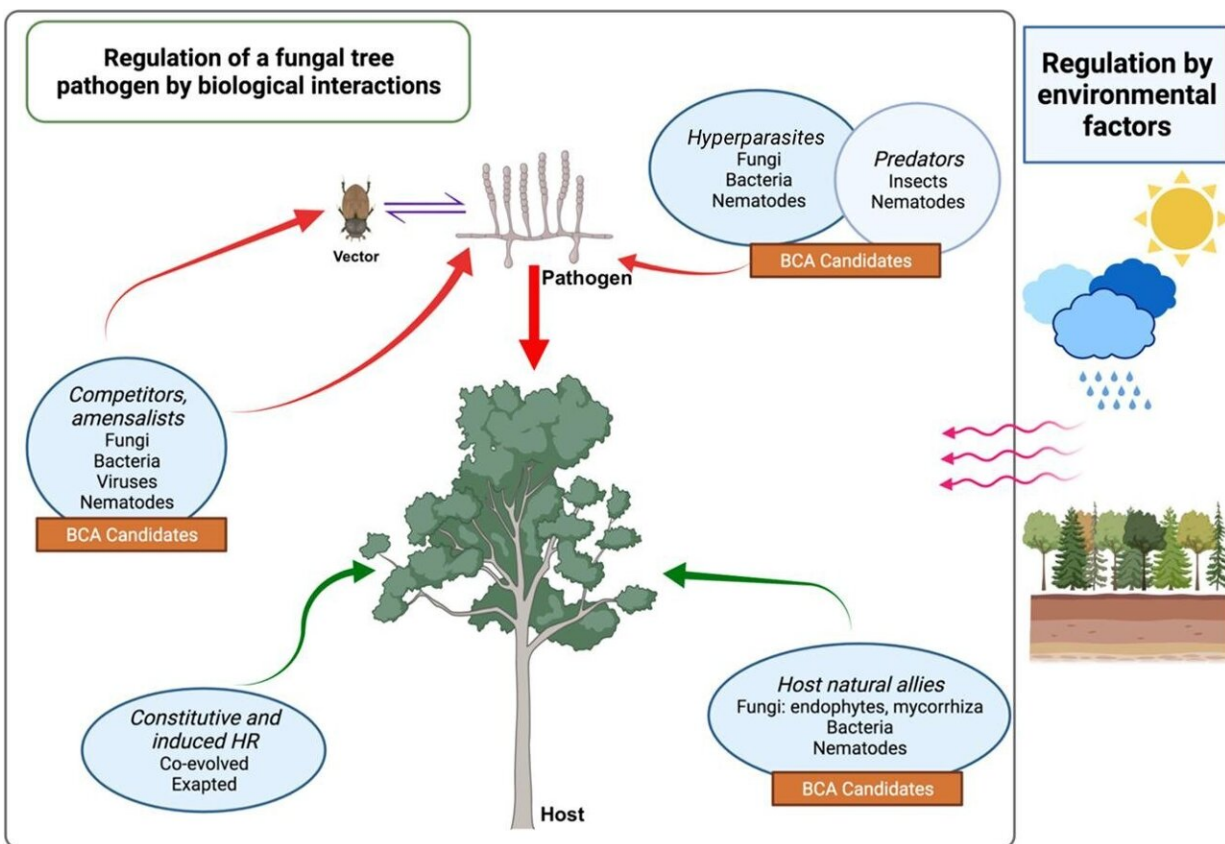 Regulation of a fungal tree
pathogen by biological interactions
Regulation by
environmental
factors
Hyperparasites
Fungi
Bacteria
Nematodes
Predators
Insects
Nematodes
BCA Candidates
Vector
Pathogen
Competitors,
amensalists
Fungi
Bacteria
Viruses
Nematodes
BCA Candidates
Constitutive and
induced HR
Co-evolved
Exapted
Host natural allies
Fungi: endophytes, mycorrhiza
Bacteria
Nematodes
BCA Candidates
Host